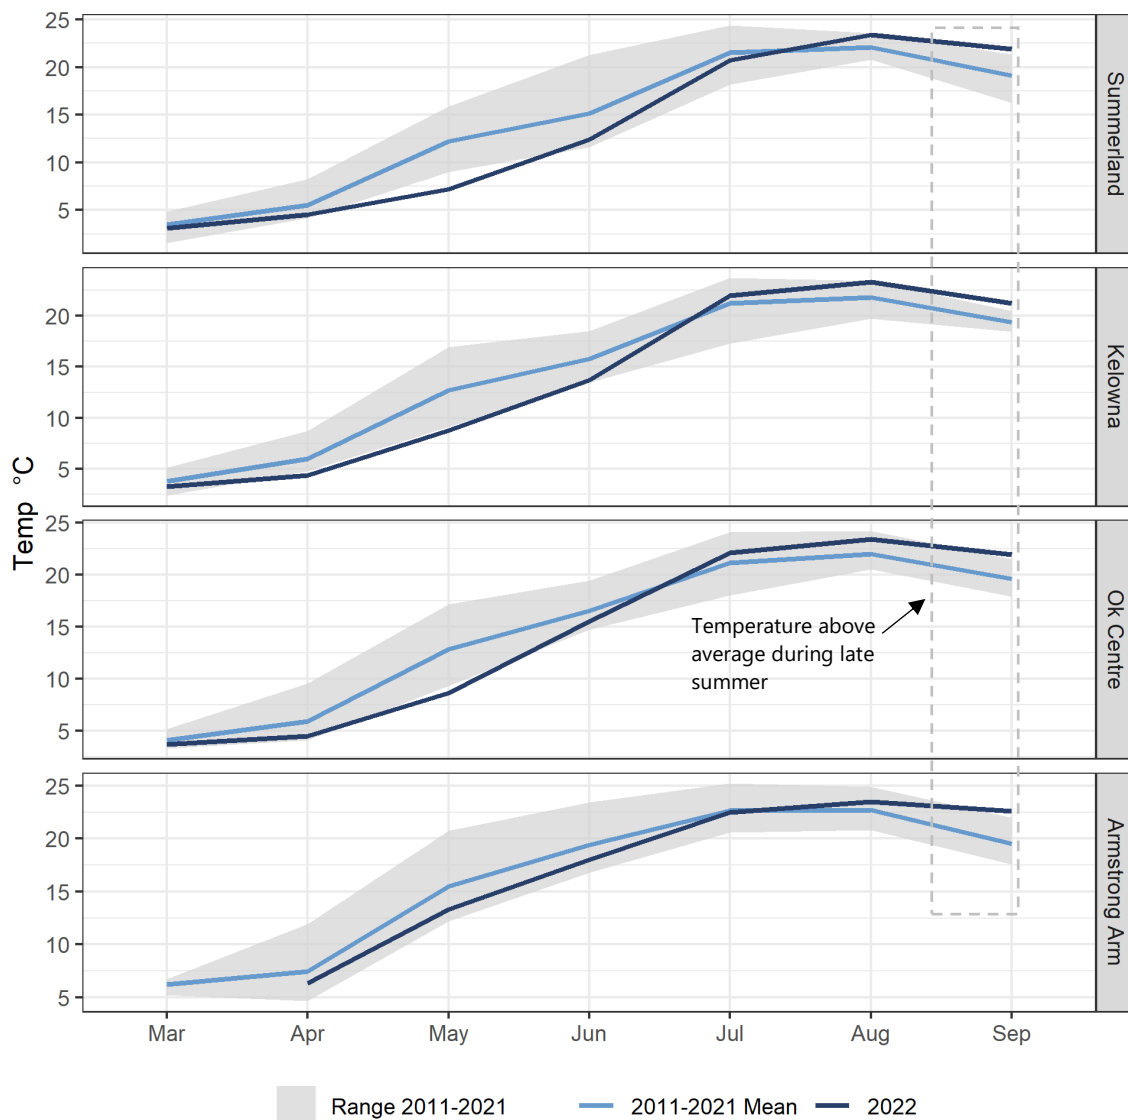 25
20
15
10
5
Summerland
20
15
10
5
Kelowna
Temp °C
25
20
15
10
5
Ok Centre
Temperature above
average during late
summer
25
20
15
10
5
Armstrong Arm
Mar Apr May Jun Jul Aug Sep
Range 2011-2021 2011-2021 Mean 2022